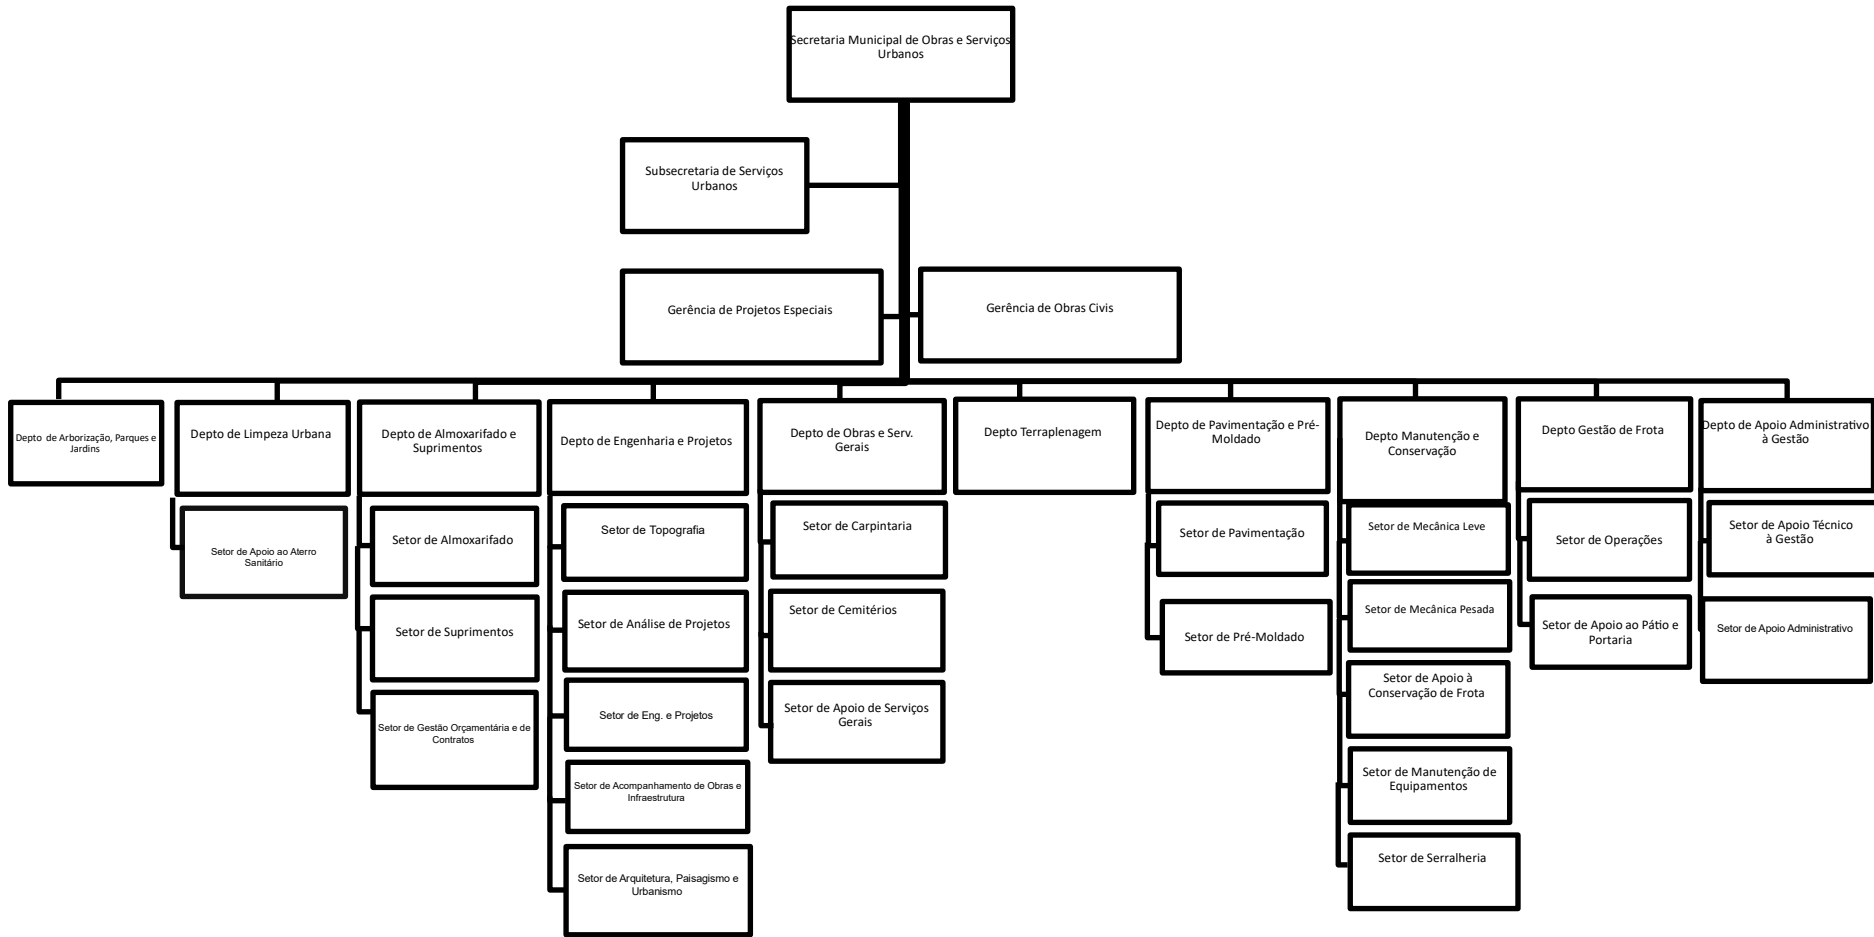 Secretaria Municipal de Obras e Serviços
Urbanos
Subsecretaria de Serviços
Urbanos
Gerência de Projetos Especiais
Gerência de Obras Civis
Depto de Arborização, Parques e
Jardins
Depto de Limpeza Urbana
Depto de Almoxarifado e
Suprimentos
Depto de Engenharia e Projetos
Depto de Obras e Serv.
Gerais
Depto Terraplenagem
Depto de Pavimentação e Pré-
Moldado
Depto Manutenção e
Conservação
Depto Gestão de Frota
Depto de Apoio Administrativo
à Gestão
Setor de Apoio ao Aterro
Sanitário
Setor de Almoxarifado
Setor de Suprimentos
Setor de Gestão Orçamentária e de
Contratos
Setor de Topografia
Setor de Análise de Projetos
Setor de Eng. e Projetos
Setor de Acompanhamento de Obras e
Infraestrutura
Setor de Arquitetura, Paisagismo e
Urbanismo
Setor de Carpintaria
Setor de Cemitérios
Setor de Apoio de Serviços
Gerais
Setor de Pavimentação
Setor de Pré-Moldado
Setor de Mecânica Leve
Setor de Mecânica Pesada
Setor de Apoio à
Conservação de Frota
Setor de Manutenção de
Equipamentos
Setor de Serralheria
Setor de Operações
Setor de Apoio ao Pátio e
Portaria
Setor de Apoio Técnico
à Gestão
Setor de Apoio Administrativo